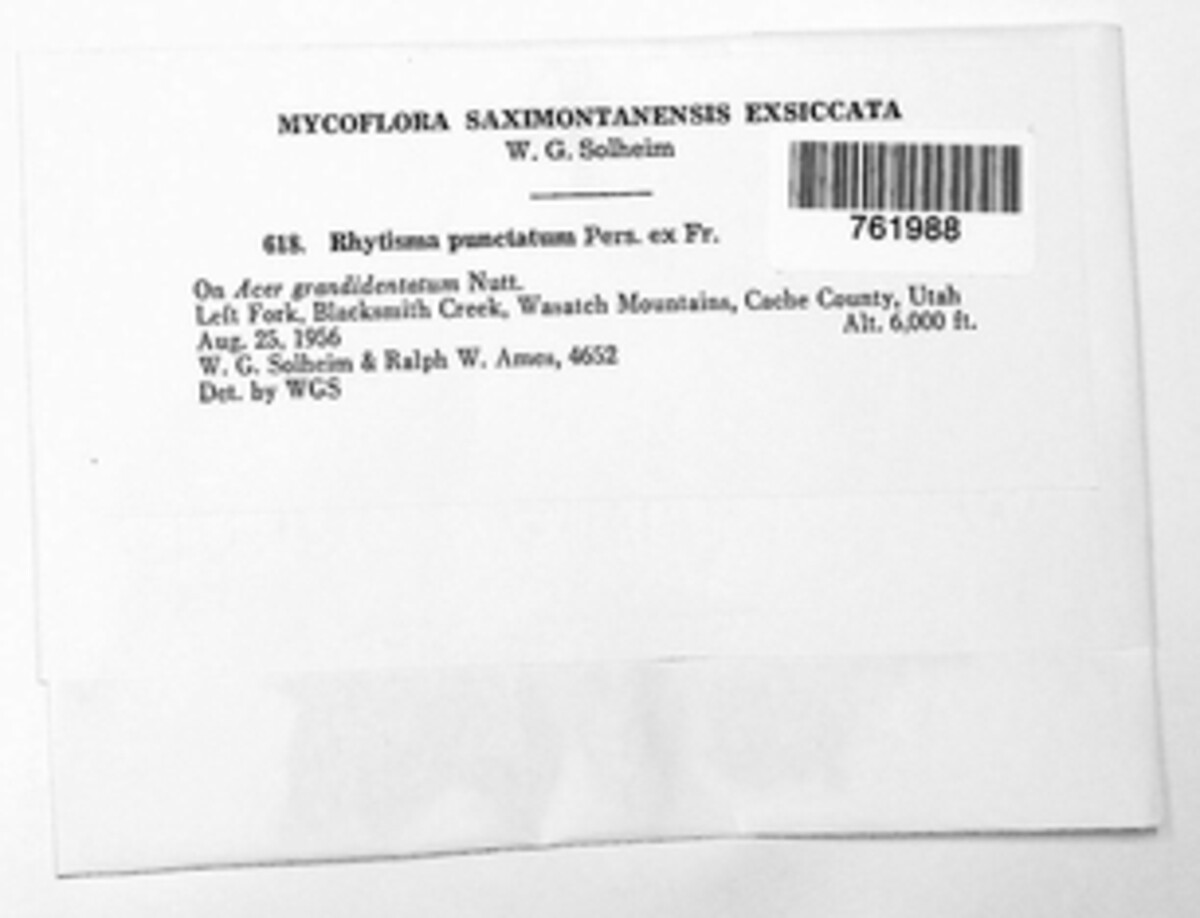 MYCOFLORA SAXIMONTANENSIS EXSICCATA
W. G. Solheim
761988
618. Rhytisma punctatum Pers. ex Fr.
On Acer grandidentatum Nutt.
Left Fork, Blacksmith Creek, Wasatch Mountains, Cache County, Utah
Alt. 6,000 ft.
Aug. 25, 1956
W. G. Solheim & Ralph W. Ames, 4652
Det. by WGS